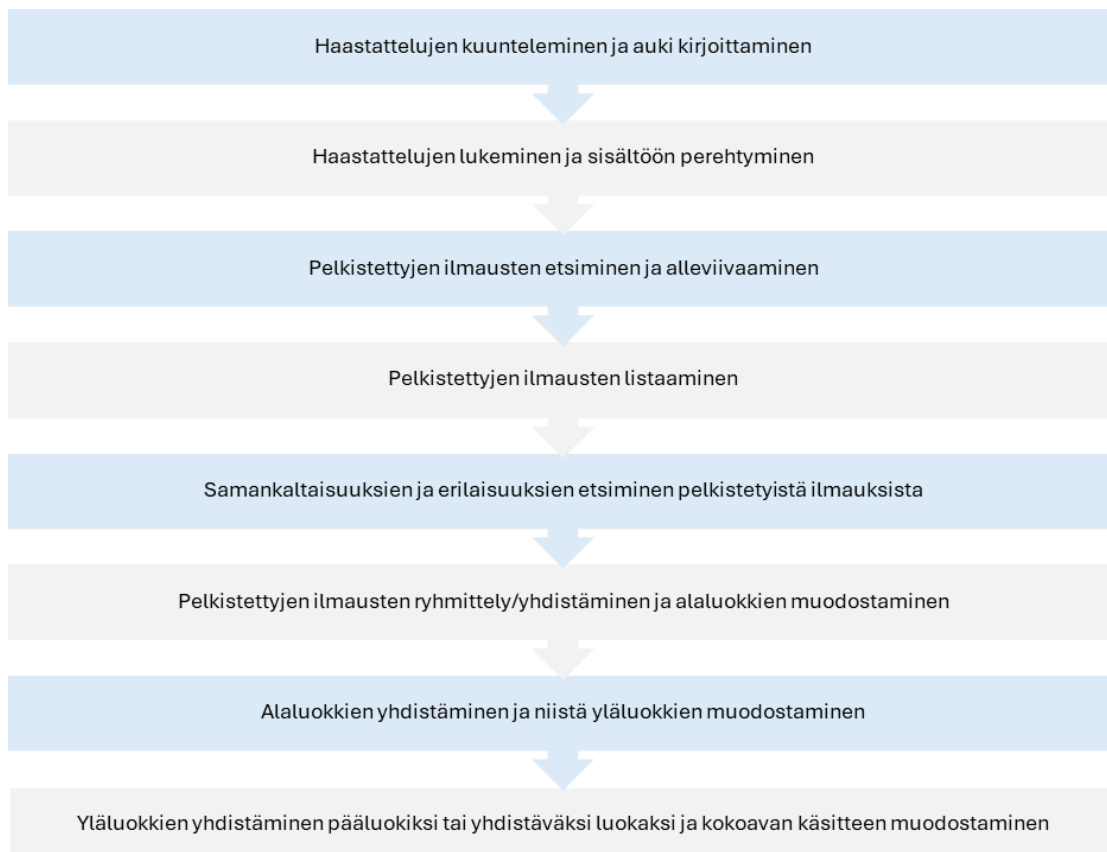 Haastattelujen kuunteleminen ja auki kirjoittaminen
Haastattelujen lukeminen ja sisältöön perehtyminen
Pelkistettyjen ilmausten etsiminen ja alleviivaaminen
Pelkistettyjen ilmausten listaaminen
Samankaltaisuuksien ja erilaisuuksien etsiminen pelkistetyistä ilmauksista
Pelkistettyjen ilmausten ryhmittely/yhdistäminen ja alaluokkien muodostaminen
Alaluokkien yhdistäminen ja niistä yläluokkien muodostaminen
Yläluokkien yhdistäminen pääluokiksi tai yhdistäväksi luokaksi ja kokoavan käsitteen muodostaminen